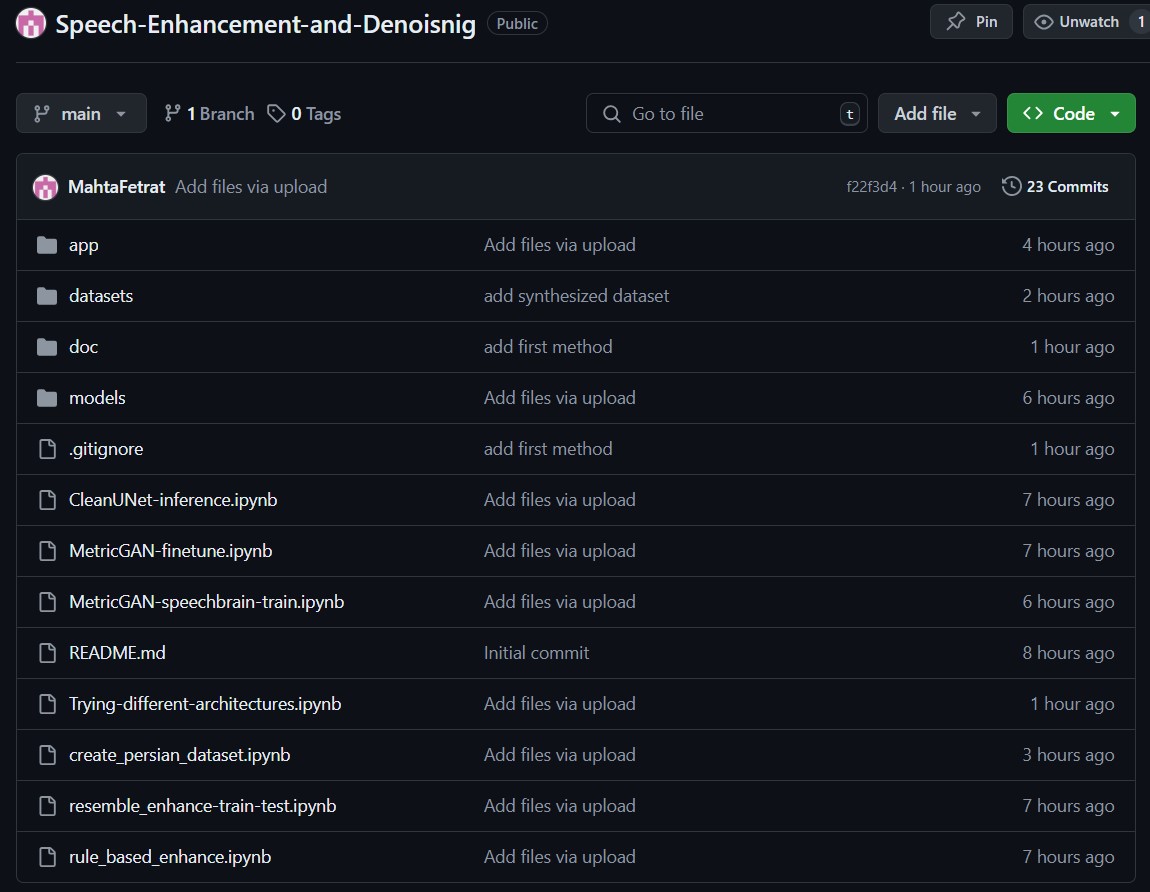 Speech-Enhancement-and-Denoisnig Public Pin Unwatch 1
main 1 Branch 0 Tags Go to file t Add file Code
MahtaFetrat Add files via upload f22f3d4 · 1 hour ago 23 Commits
app Add files via upload 4 hours ago
datasets add synthesized dataset 2 hours ago
doc add first method 1 hour ago
models Add files via upload 6 hours ago
.gitignore add first method 1 hour ago
CleanUNet-inference.ipynb Add files via upload 7 hours ago
MetricGAN-finetune.ipynb Add files via upload 7 hours ago
MetricGAN-speechbrain-train.ipynb Add files via upload 6 hours ago
README.md Initial commit 8 hours ago
Trying-different-architectures.ipynb Add files via upload 1 hour ago
create_persian_dataset.ipynb Add files via upload 3 hours ago
resemble_enhance-train-test.ipynb Add files via upload 7 hours ago
rule_based_enhance.ipynb Add files via upload 7 hours ago